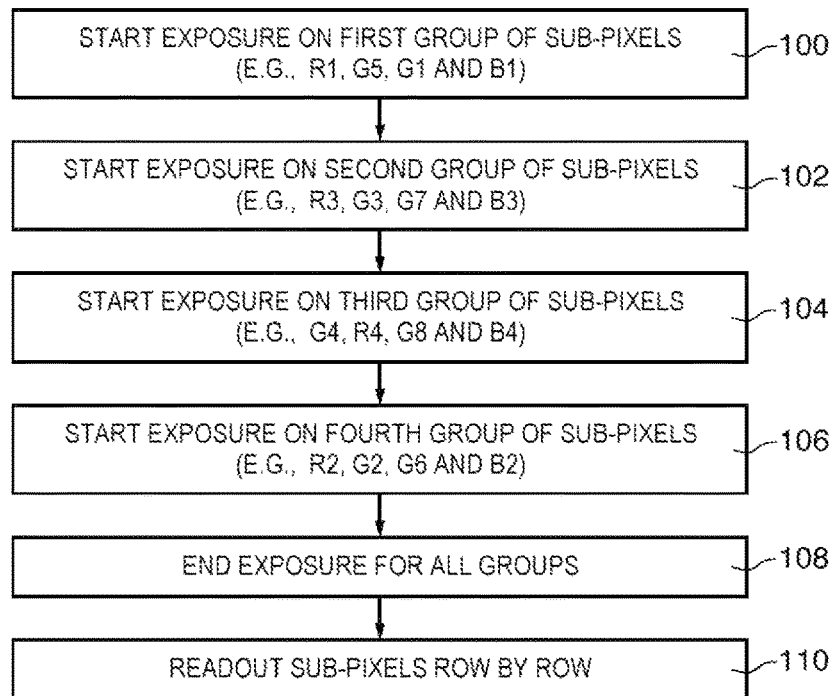 START EXPOSURE ON FIRST GROUP OF SUB-PIXELS
(E.G., R1, G5, G1 AND B1)
100
START EXPOSURE ON SECOND GROUP OF SUB-PIXELS
(E.G., R3, G3, G7 AND B3)
102
START EXPOSURE ON THIRD GROUP OF SUB-PIXELS
(E.G., G4, R4, G8 AND B4)
104
START EXPOSURE ON FOURTH GROUP OF SUB-PIXELS
(E.G., R2, G2, G6 AND B2)
106
END EXPOSURE FOR ALL GROUPS
108
READOUT SUB-PIXELS ROW BY ROW
110